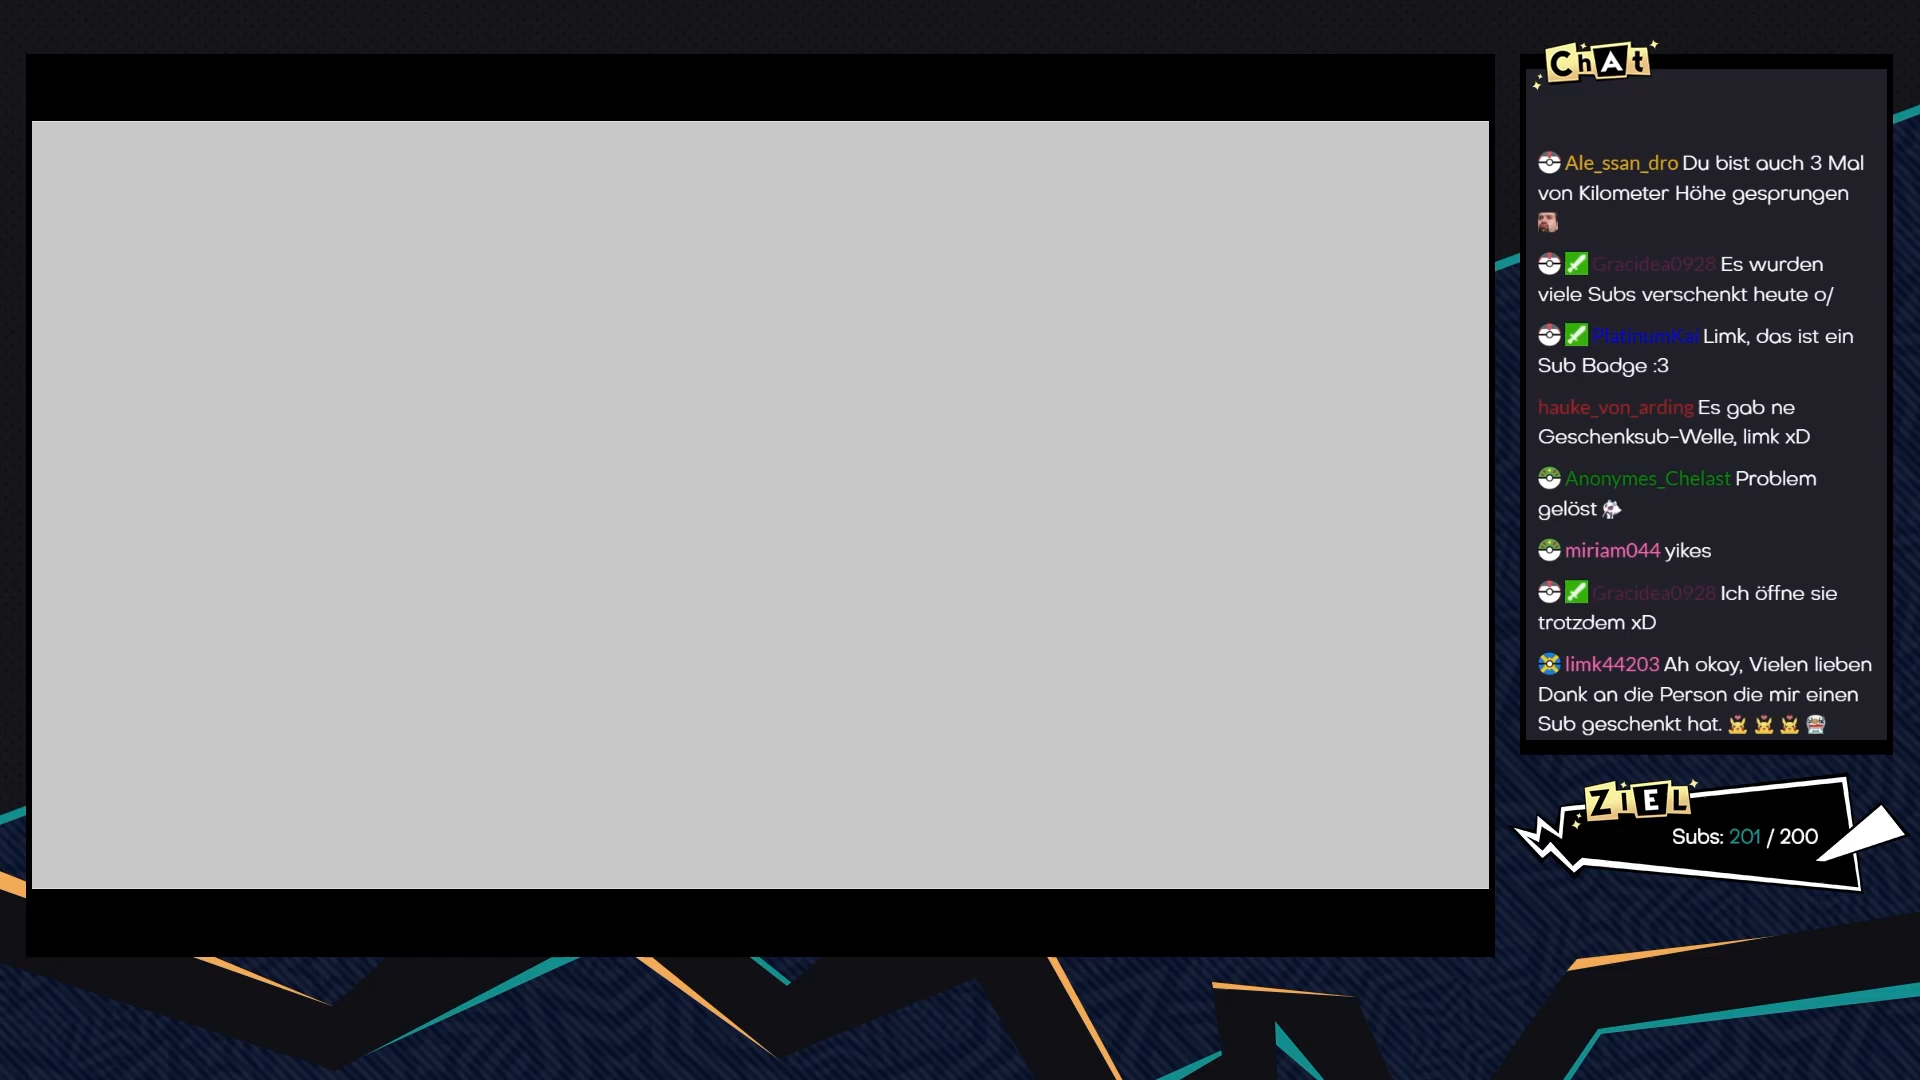 ChAt
Ale_ssan_dro Du bist auch 3 Mal
von Kilometer Höhe gesprungen
Gracidea0928 Es wurden
viele Subs verschenkt heute o/
PlatinumKai Limk, das ist ein
Sub Badge :3
hauke_von_arding Es gab ne
Geschenksub-Welle, limk xD
Anonymes_Chelast Problem
gelöst
miriam044 yikes
Gracidea0928 Ich öffne sie
trotzdem xD
limk44203 Ah okay, Vielen lieben
Dank an die Person die mir einen
Sub geschenkt hat.
ZIEL
Subs: 201 / 200